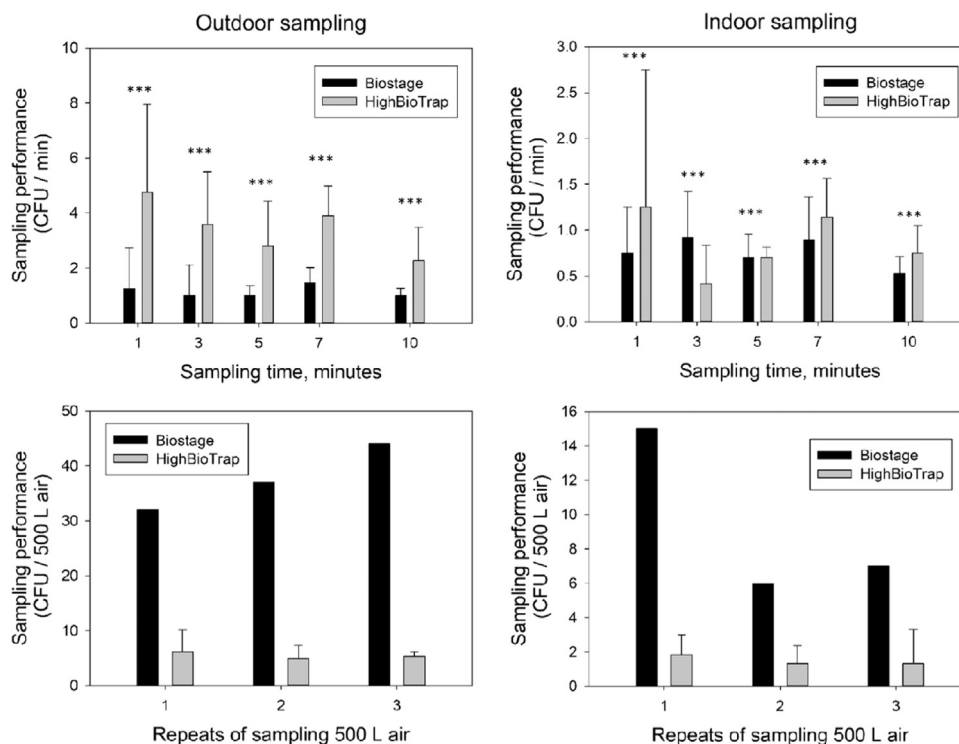 Outdoor sampling
10
8
6
4
2
0
Sampling performance
(CFU / min)
***
***
***
***
***
Biostage
HighBioTrap
1 3 5 7 10
Sampling time, minutes
Indoor sampling
3.0
2.5
2.0
1.5
1.0
0.5
0.0
Sampling performance
(CFU / min)
***
***
***
***
***
Biostage
HighBioTrap
1 3 5 7 10
Sampling time, minutes
50
40
30
20
10
0
Sampling performance
(CFU / 500 L air)
Biostage
HighBioTrap
1 2 3
Repeats of sampling 500 L air
16
14
12
10
8
6
4
2
0
Sampling performance
(CFU / 500 L air)
Biostage
HighBioTrap
1 2 3
Repeats of sampling 500 L air